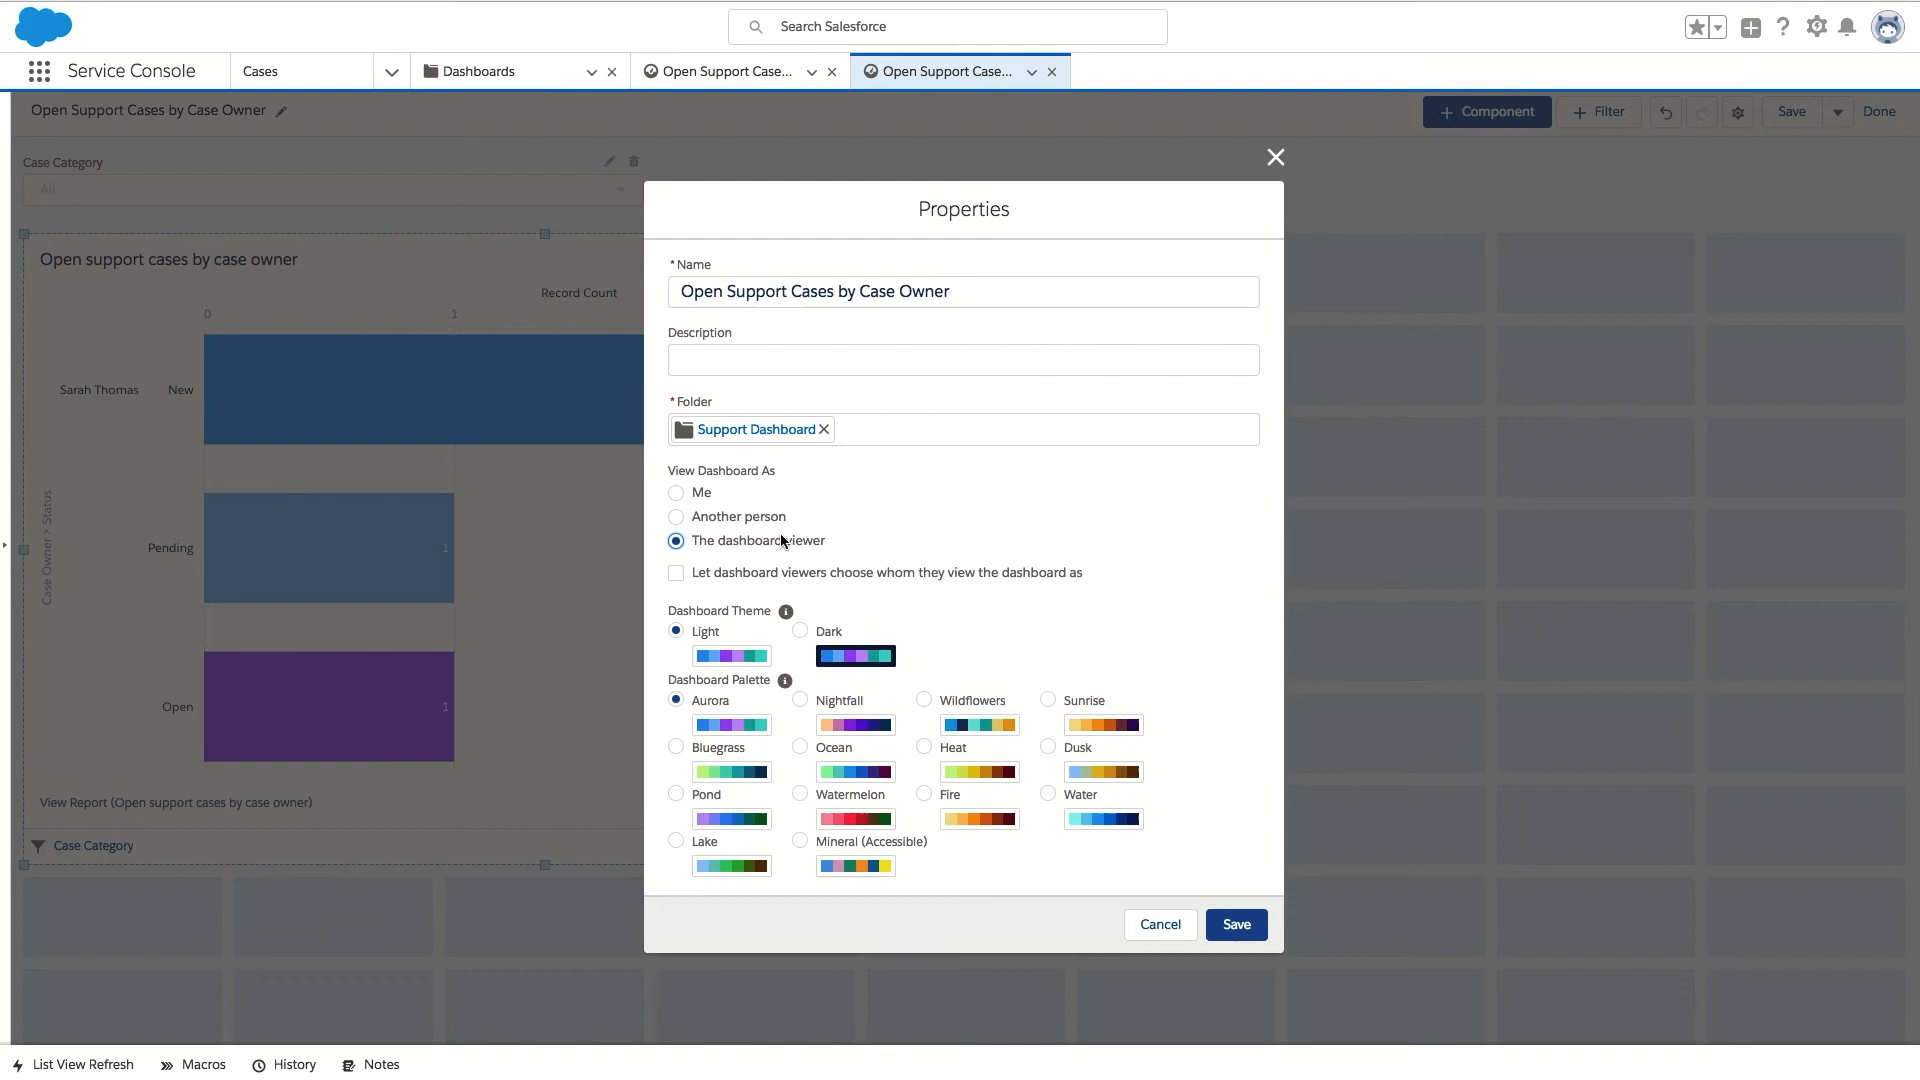 Search Salesforce
Service Console
Cases
Dashboards
Open Support Case...
Open Support Case...
Open Support Cases by Case Owner
Component
Filter
Save
Done
Case Category
All
Open support cases by case owner
Record Count
0
1
Case Owner > Status
Sarah Thomas
New
Pending
1
Open
1
View Report (Open support cases by case owner)
Case Category
Properties
*Name
Open Support Cases by Case Owner
Description
*Folder
Support Dashboard
View Dashboard As
Me
Another person
The dashboard viewer
Let dashboard viewers choose whom they view the dashboard as
Dashboard Theme
Light
Dark
Dashboard Palette
Aurora
Nightfall
Wildflowers
Sunrise
Bluegrass
Ocean
Heat
Dusk
Pond
Watermelon
Fire
Water
Lake
Mineral (Accessible)
Cancel
Save
List View Refresh
Macros
History
Notes